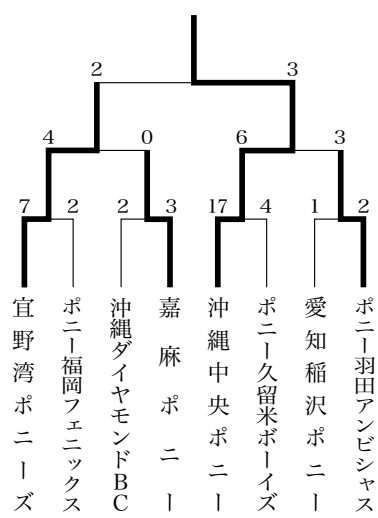 2 3
4 0 6 3
7 2 2 3 17 4 1 2
宜野湾ポニーズ
ポニー福岡フェニックス
沖縄ダイヤモンドBC
嘉麻ポニー
沖縄中央ポニー
ポニー久留米ボーイズ
愛知稲沢ポニー
ポニー羽田アンビシャス